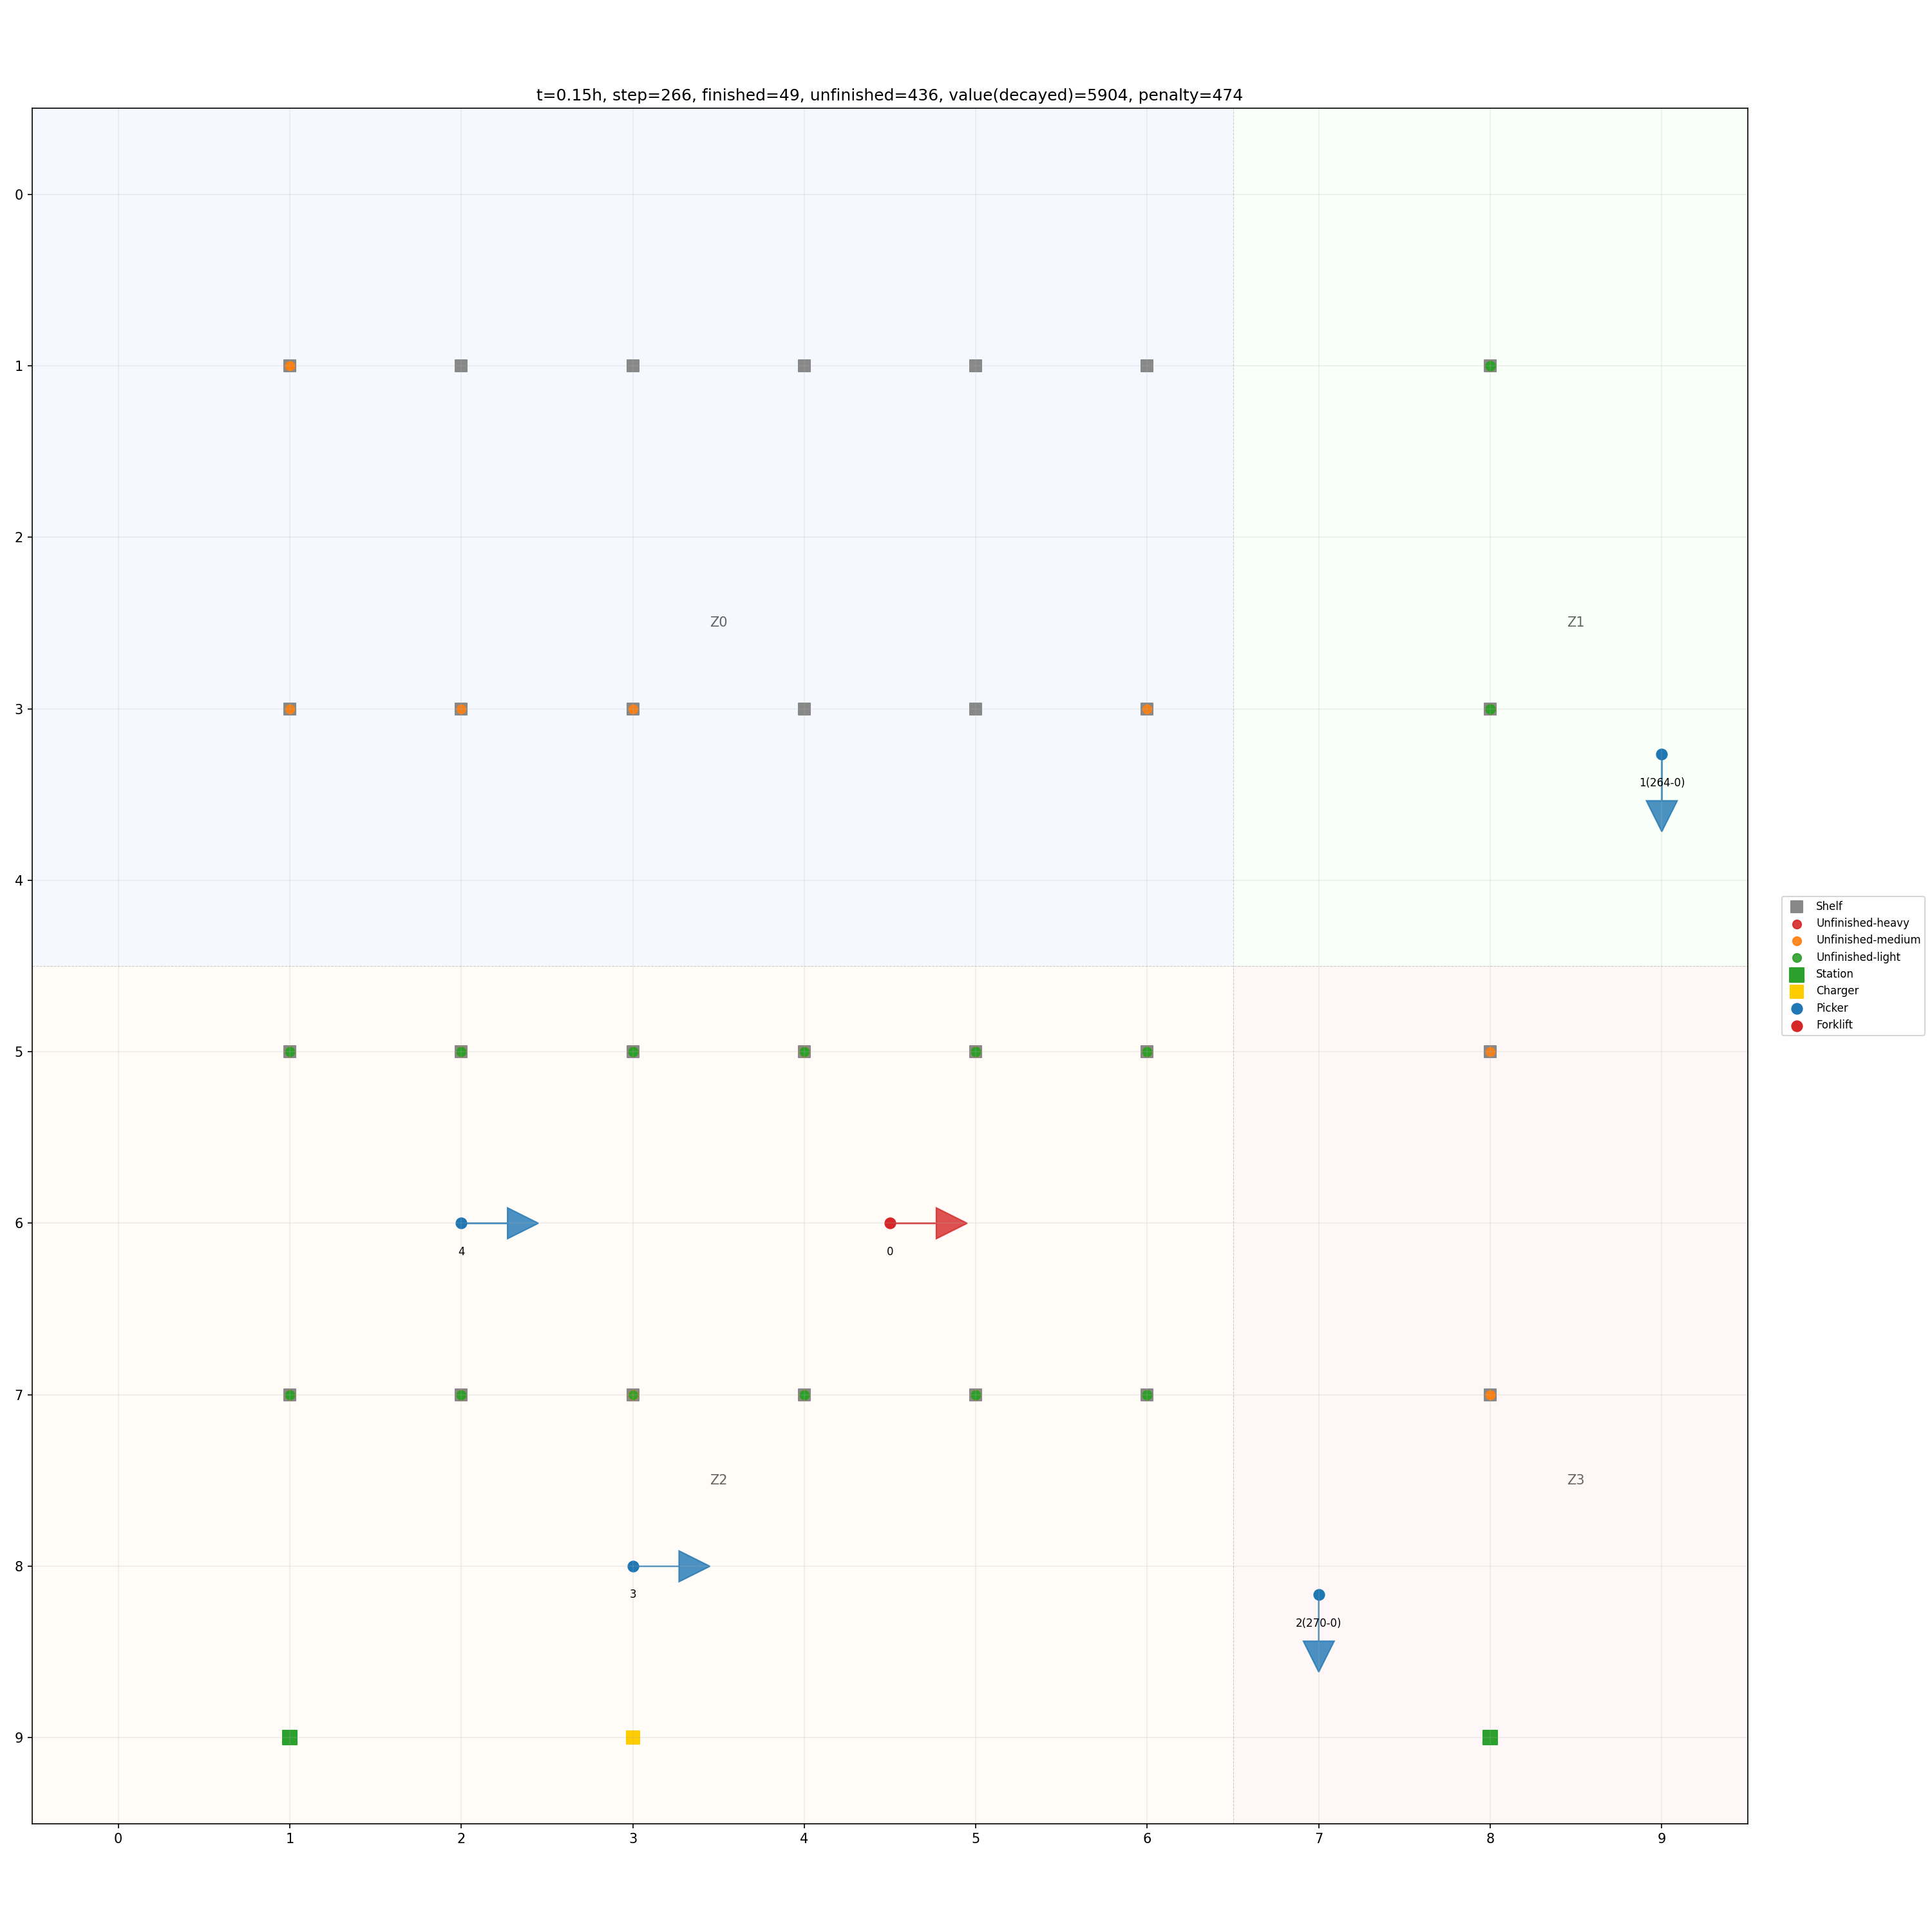 t=0.15h, step=266, finished=49, unfinished=436, value(decayed)=5904, penalty=474
0
1
2
Z0
Z1
3
1(264-0)
4
Shelf
Unfinished-heavy
Unfinished-medium
Unfinished-light
Station
Charger
Picker
Forklift
5
6
4
0
7
Z2
Z3
8
3
2(270-0)
9
0 1 2 3 4 5 6 7 8 9